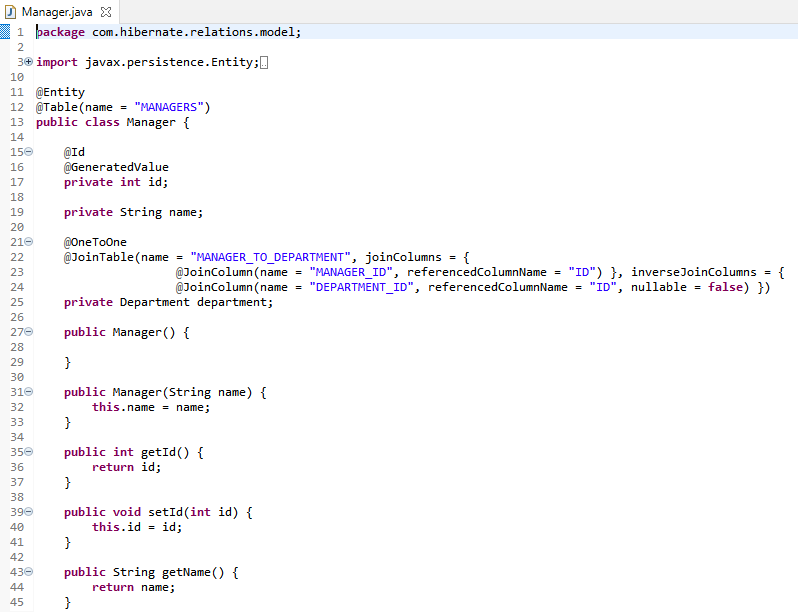 Manager.java
1 package com.hibernate.relations.model;
2
3 import javax.persistence.Entity;
10
11 @Entity
12 @Table(name = "MANAGERS")
13 public class Manager {
14
15 @Id
16 @GeneratedValue
17 private int id;
18
19 private String name;
20
21 @OneToOne
22 @JoinTable(name = "MANAGER_TO_DEPARTMENT", joinColumns = {
23 @JoinColumn(name = "MANAGER_ID", referencedColumnName = "ID") }, inverseJoinColumns = {
24 @JoinColumn(name = "DEPARTMENT_ID", referencedColumnName = "ID", nullable = false) })
25 private Department department;
26
27 public Manager() {
28
29 }
30
31 public Manager(String name) {
32 this.name = name;
33 }
34
35 public int getId() {
36 return id;
37 }
38
39 public void setId(int id) {
40 this.id = id;
41 }
42
43 public String getName() {
44 return name;
45 }